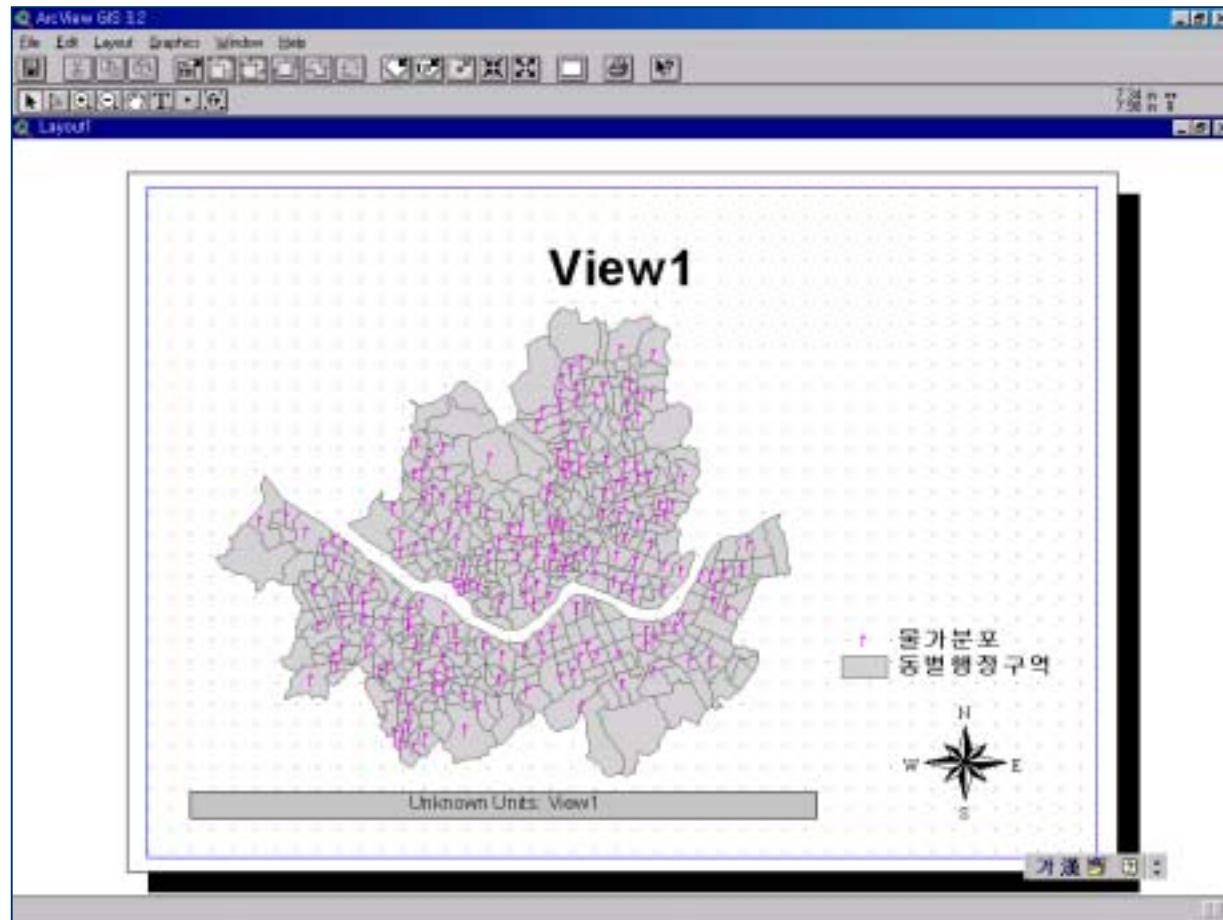 ArcView GIS 3.2
File Edit Layout Graphics Window Help
Layout1
View1
물가분포
동별행정구역
N
W E
S
Unknown Units: View1
가 漢